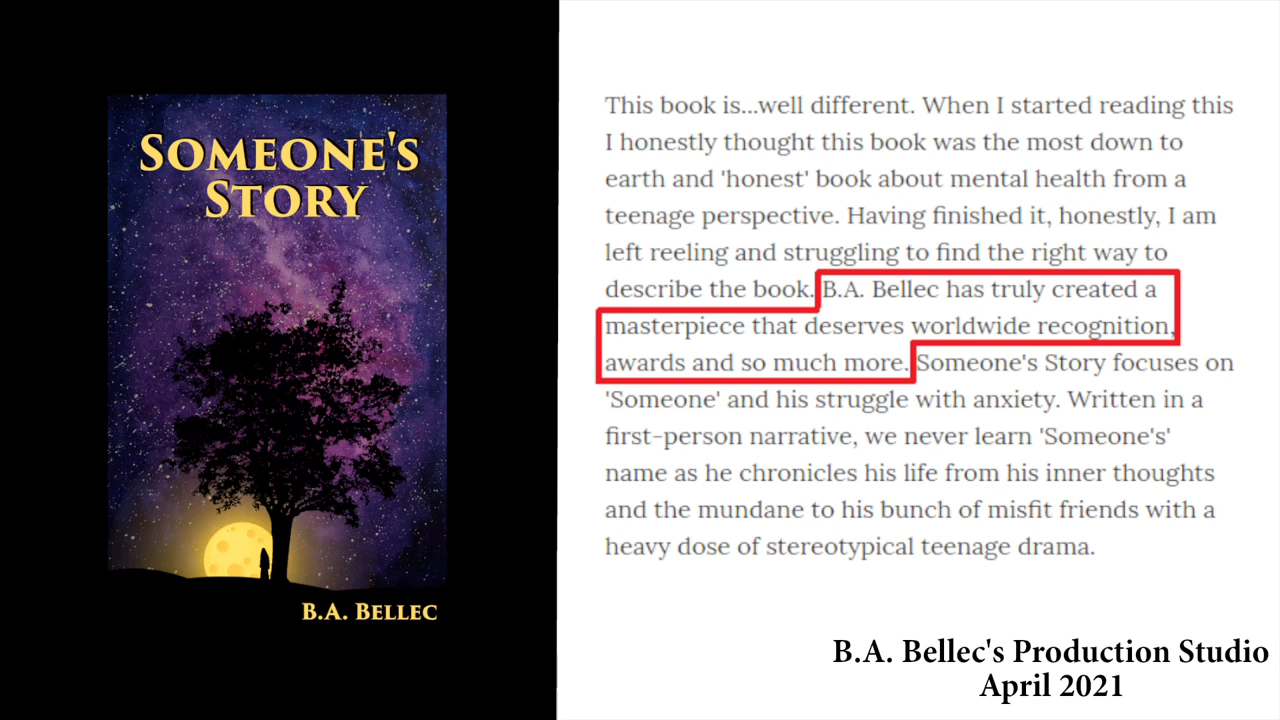 SOMEONE'S
STORY
B.A. BELLEC
This book is...well different. When I started reading this
I honestly thought this book was the most down to
earth and 'honest' book about mental health from a
teenage perspective. Having finished it, honestly, I am
left reeling and struggling to find the right way to
describe the book. B.A. Bellec has truly created a
masterpiece that deserves worldwide recognition,
awards and so much more. Someone's Story focuses on
'Someone' and his struggle with anxiety. Written in a
first-person narrative, we never learn 'Someone's'
name as he chronicles his life from his inner thoughts
and the mundane to his bunch of misfit friends with a
heavy dose of stereotypical teenage drama.
B.A. Bellec's Production Studio
April 2021